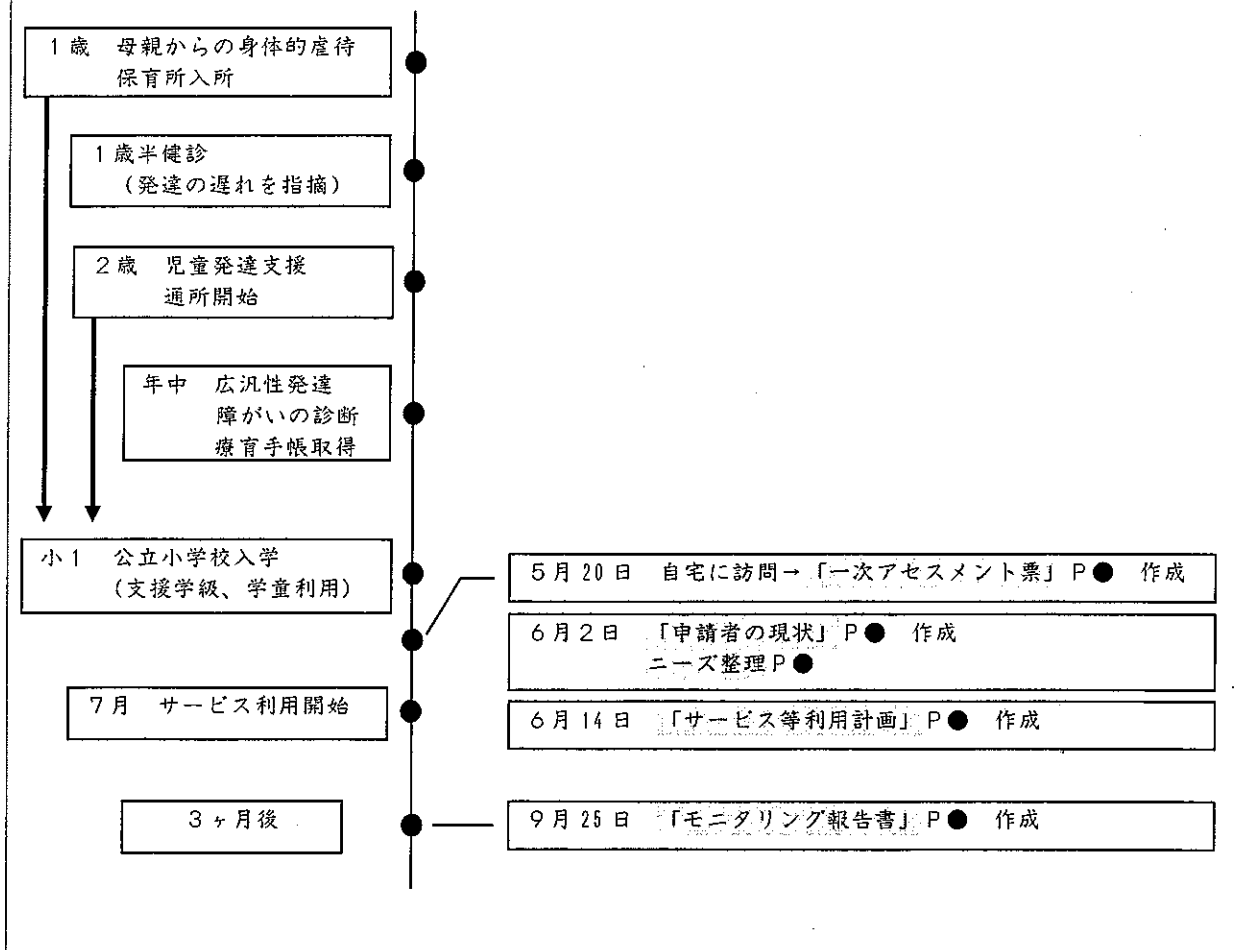 1歳 母親からの身体的虐待
保育所入所
1歳半健診
(発達の遅れを指摘)
2歳 児童発達支援
通所開始
年中 広汎性発達
障がいの診断
療育手帳取得
小1 公立小学校入学
(支援学級、学童利用)
5月20日 自宅に訪問→「一次アセスメント票」P● 作成
6月2日 「申請者の現状」P● 作成
ニーズ整理P●
7月 サービス利用開始
6月14日 「サービス等利用計画」P● 作成
3ヶ月後
9月25日 「モニタリング報告書」P● 作成